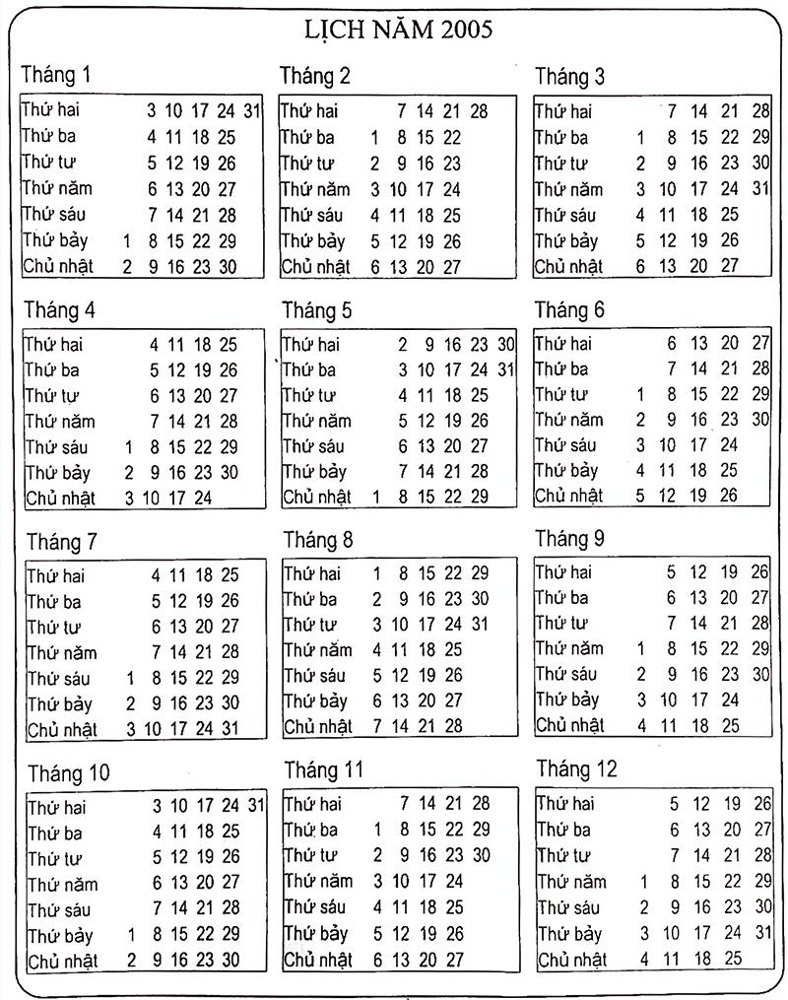 LỊCH NĂM 2005
Tháng 1
Thứ hai 3 10 17 24 31
Thứ ba 4 11 18 25
Thứ tư 5 12 19 26
Thứ năm 6 13 20 27
Thứ sáu 7 14 21 28
Thứ bảy 1 8 15 22 29
Chủ nhật 2 9 16 23 30
Tháng 2
Thứ hai 7 14 21 28
Thứ ba 1 8 15 22
Thứ tư 2 9 16 23
Thứ năm 3 10 17 24
Thứ sáu 4 11 18 25
Thứ bảy 5 12 19 26
Chủ nhật 6 13 20 27
Tháng 3
Thứ hai 7 14 21 28
Thứ ba 1 8 15 22 29
Thứ tư 2 9 16 23 30
Thứ năm 3 10 17 24 31
Thứ sáu 4 11 18 25
Thứ bảy 5 12 19 26
Chủ nhật 6 13 20 27
Tháng 4
Thứ hai 4 11 18 25
Thứ ba 5 12 19 26
Thứ tư 6 13 20 27
Thứ năm 7 14 21 28
Thứ sáu 1 8 15 22 29
Thứ bảy 2 9 16 23 30
Chủ nhật 3 10 17 24
Tháng 5
Thứ hai 2 9 16 23 30
Thứ ba 3 10 17 24 31
Thứ tư 4 11 18 25
Thứ năm 5 12 19 26
Thứ sáu 6 13 20 27
Thứ bảy 7 14 21 28
Chủ nhật 1 8 15 22 29
Tháng 6
Thứ hai 6 13 20 27
Thứ ba 7 14 21 28
Thứ tư 1 8 15 22 29
Thứ năm 2 9 16 23 30
Thứ sáu 3 10 17 24
Thứ bảy 4 11 18 25
Chủ nhật 5 12 19 26
Tháng 7
Thứ hai 4 11 18 25
Thứ ba 5 12 19 26
Thứ tư 6 13 20 27
Thứ năm 7 14 21 28
Thứ sáu 1 8 15 22 29
Thứ bảy 2 9 16 23 30
Chủ nhật 3 10 17 24 31
Tháng 8
Thứ hai 1 8 15 22 29
Thứ ba 2 9 16 23 30
Thứ tư 3 10 17 24 31
Thứ năm 4 11 18 25
Thứ sáu 5 12 19 26
Thứ bảy 6 13 20 27
Chủ nhật 7 14 21 28
Tháng 9
Thứ hai 5 12 19 26
Thứ ba 6 13 20 27
Thứ tư 7 14 21 28
Thứ năm 1 8 15 22 29
Thứ sáu 2 9 16 23 30
Thứ bảy 3 10 17 24
Chủ nhật 4 11 18 25
Tháng 10
Thứ hai 3 10 17 24 31
Thứ ba 4 11 18 25
Thứ tư 5 12 19 26
Thứ năm 6 13 20 27
Thứ sáu 7 14 21 28
Thứ bảy 1 8 15 22 29
Chủ nhật 2 9 16 23 30
Tháng 11
Thứ hai 7 14 21 28
Thứ ba 1 8 15 22 29
Thứ tư 2 9 16 23 30
Thứ năm 3 10 17 24
Thứ sáu 4 11 18 25
Thứ bảy 5 12 19 26
Chủ nhật 6 13 20 27
Tháng 12
Thứ hai 5 12 19 26
Thứ ba 6 13 20 27
Thứ tư 7 14 21 28
Thứ năm 1 8 15 22 29
Thứ sáu 2 9 16 23 30
Thứ bảy 3 10 17 24 31
Chủ nhật 4 11 18 25